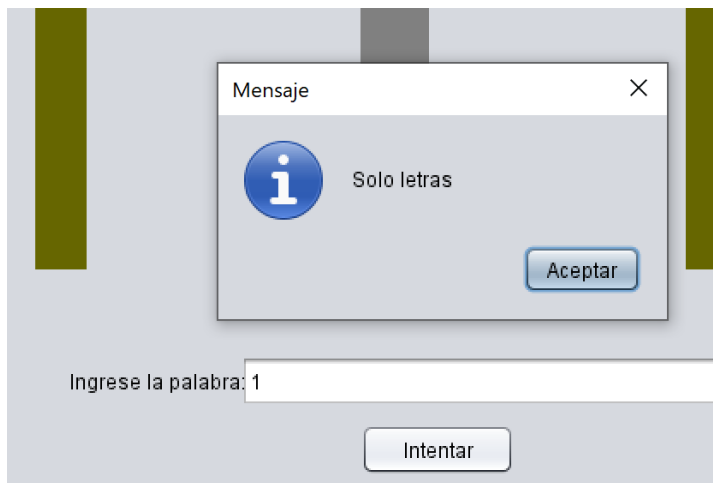 Mensaje
Solo letras
Aceptar
Ingrese la palabra: 1
Intentar